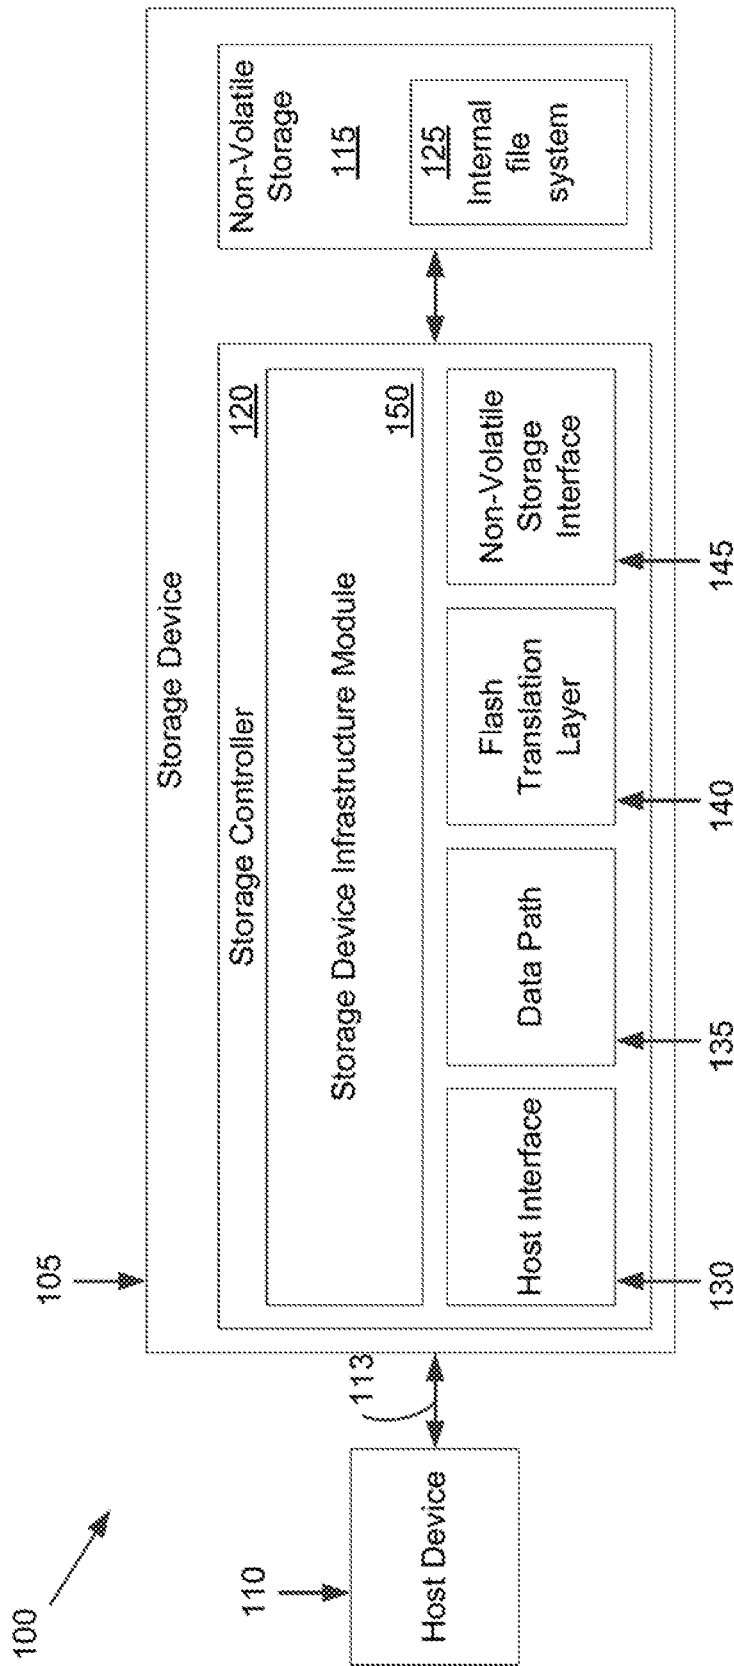 100
110
Host Device
113
105
Storage Device
Storage Controller
120
Storage Device Infrastructure Module
150
Host Interface
130
Data Path
135
Flash
Translation
Layer
140
Non-Volatile
Storage
Interface
145
Non-Volatile
Storage
115
125
Internal
file
system